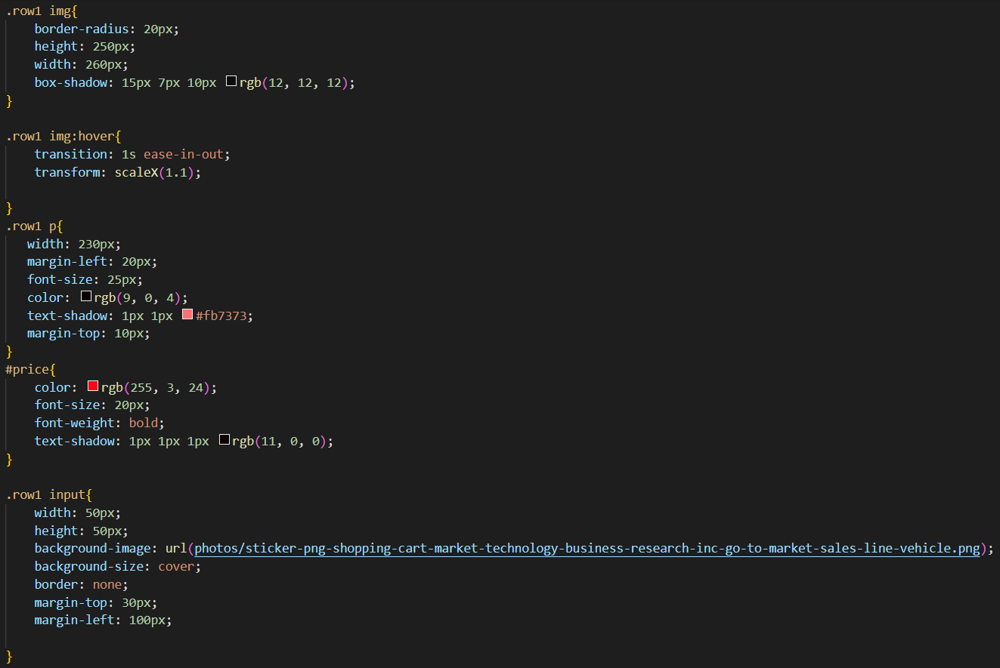 .row1 img{
    border-radius: 20px;
    height: 250px;
    width: 260px;
    box-shadow: 15px 7px 10px rgb(12, 12, 12);
}

.row1 img:hover{
    transition: 1s ease-in-out;
    transform: scaleX(1.1);

}
.row1 p{
   width: 230px;
   margin-left: 20px;
   font-size: 25px;
   color: rgb(9, 0, 4);
   text-shadow: 1px 1px #fb7373;
   margin-top: 10px;
}
#price{
    color: rgb(255, 3, 24);
    font-size: 20px;
    font-weight: bold;
    text-shadow: 1px 1px 1px rgb(11, 0, 0);
}

.row1 input{
    width: 50px;
    height: 50px;
    background-image: url(photos/sticker-png-shopping-cart-market-technology-business-research-inc-go-to-market-sales-line-vehicle.png);
    background-size: cover;
    border: none;
    margin-top: 30px;
    margin-left: 100px;

}